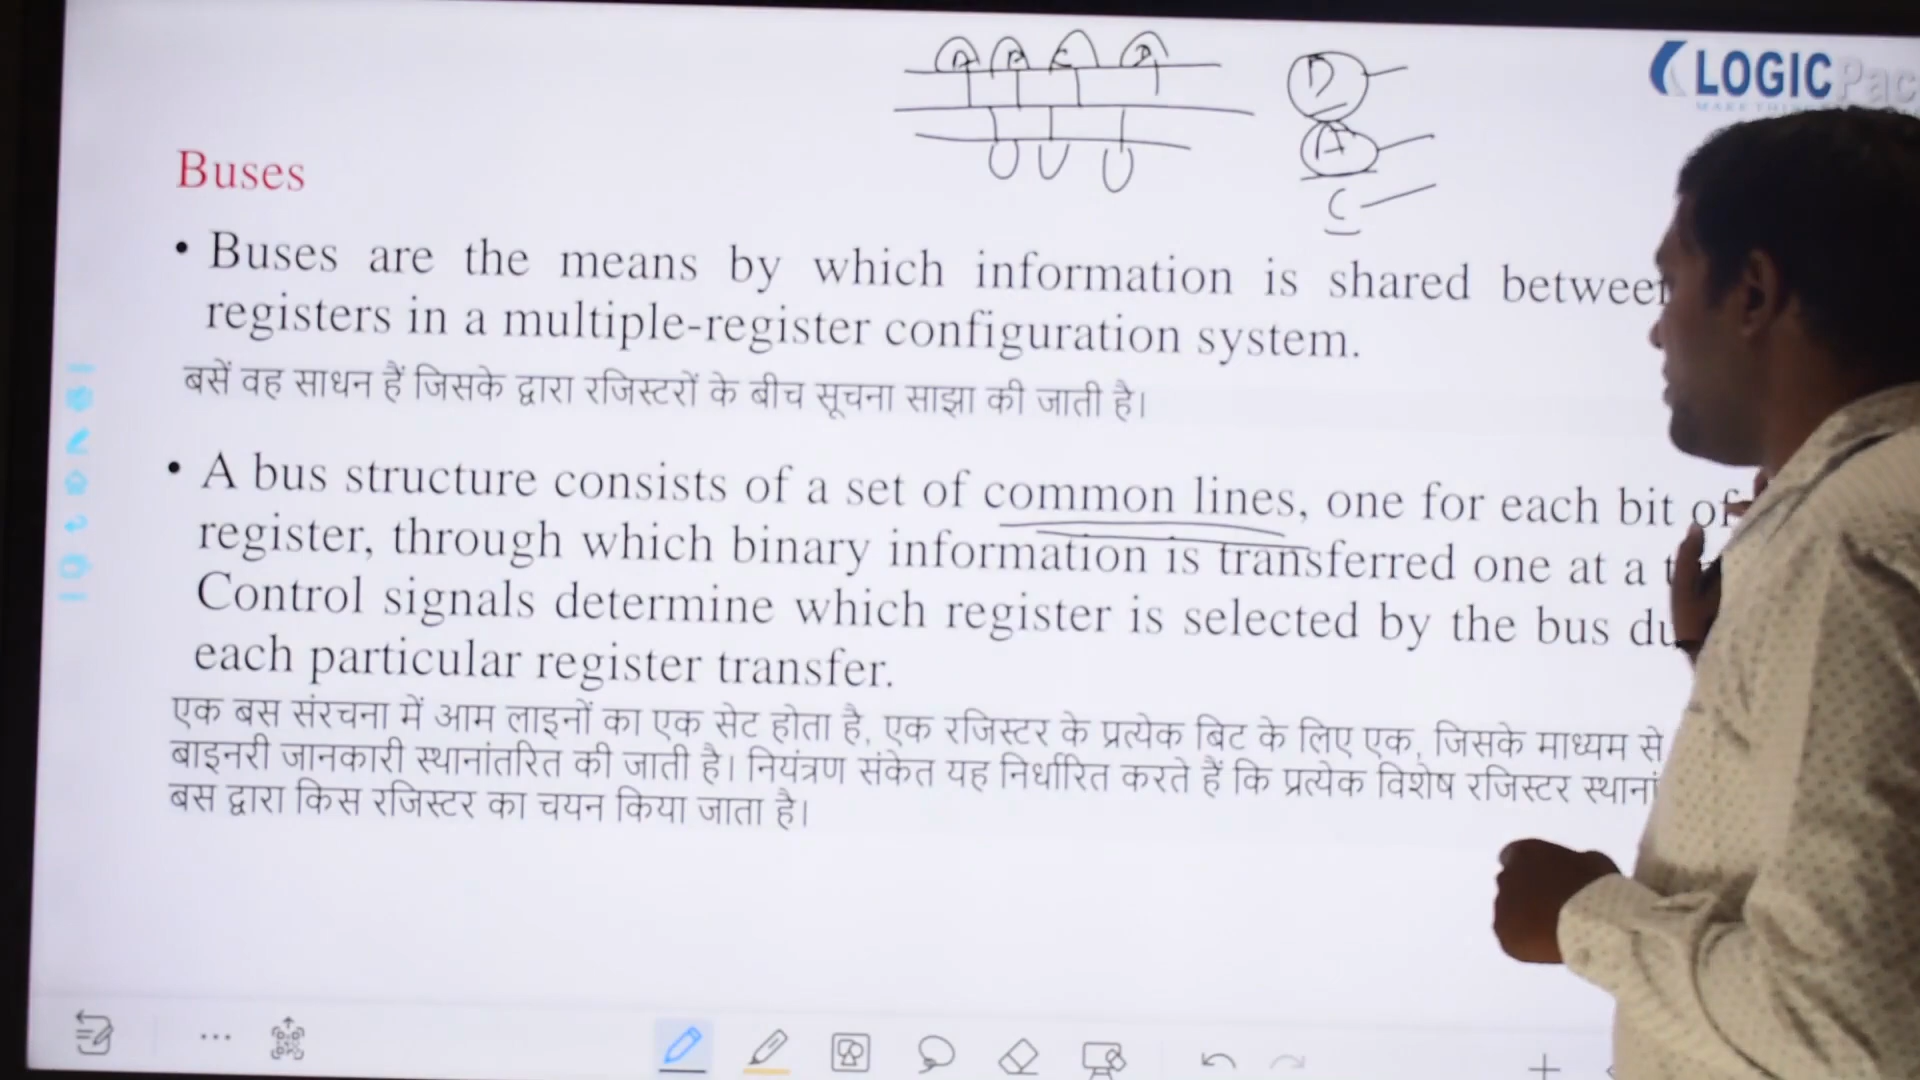 A B C D
D
A
C
LOGIC Pac
Buses
• Buses are the means by which information is shared between
registers in a multiple-register configuration system.
बसें वह साधन हैं जिसके द्वारा रजिस्टरों के बीच सूचना साझा की जाती है।
• A bus structure consists of a set of common lines, one for each bit of
register, through which binary information is transferred one at a
Control signals determine which register is selected by the bus du
each particular register transfer.
एक बस संरचना में आम लाइनों का एक सेट होता है, एक रजिस्टर के प्रत्येक बिट के लिए एक, जिसके माध्यम से
बाइनरी जानकारी स्थानांतरित की जाती है। नियंत्रण संकेत यह निर्धारित करते हैं कि प्रत्येक विशेष रजिस्टर स्थानां
बस द्वारा किस रजिस्टर का चयन किया जाता है।